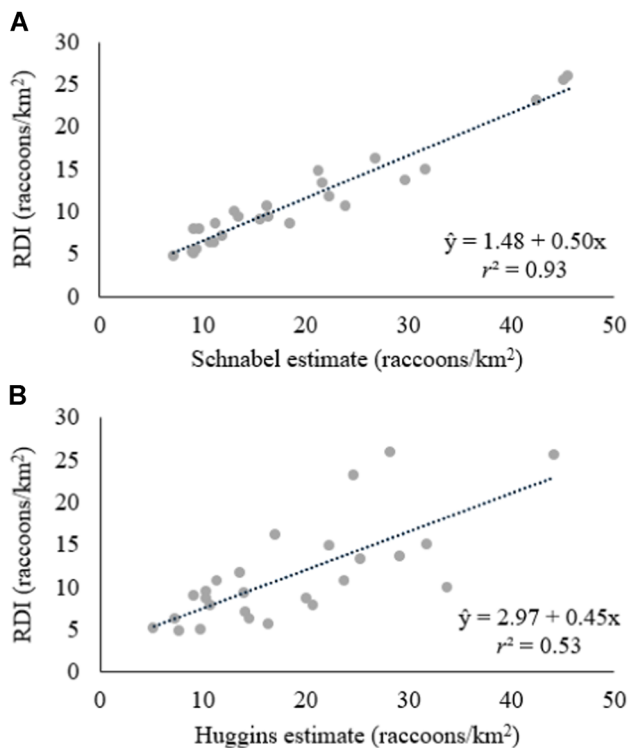 A
30
25
20
15
10
5
0
RDI (raccoons/km²)
ŷ = 1.48 + 0.50x
r² = 0.93
0 10 20 30 40 50
Schnabel estimate (raccoons/km²)
B
30
25
20
15
10
5
0
RDI (raccoons/km²)
ŷ = 2.97 + 0.45x
r² = 0.53
0 10 20 30 40 50
Huggins estimate (raccoons/km²)